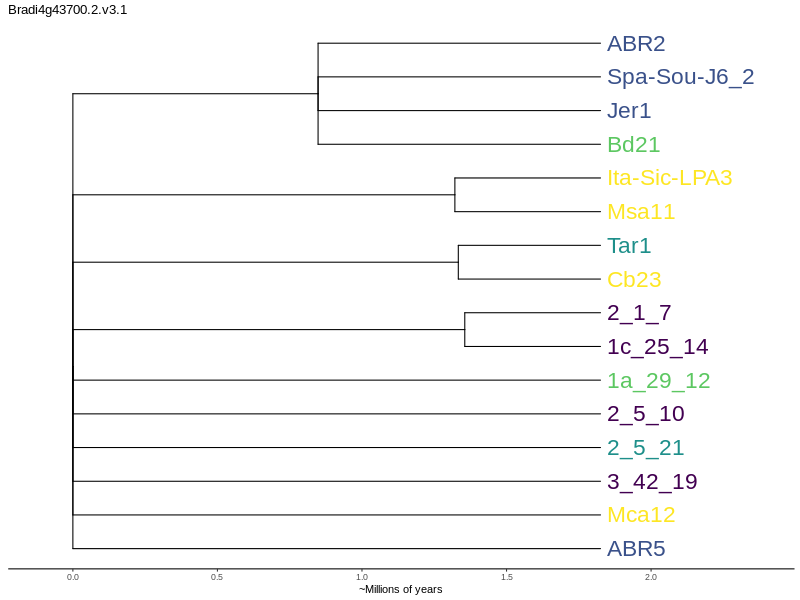 Bradi4g43700.2.v3.1
ABR2
Spa-Sou-J6_2
Jer1
Bd21
Ita-Sic-LPA3
Msa11
Tar1
Cb23
2_1_7
1c_25_14
1a_29_12
2_5_10
2_5_21
3_42_19
Mca12
ABR5
0.0 0.5 1.0 1.5 2.0
~Millions of years